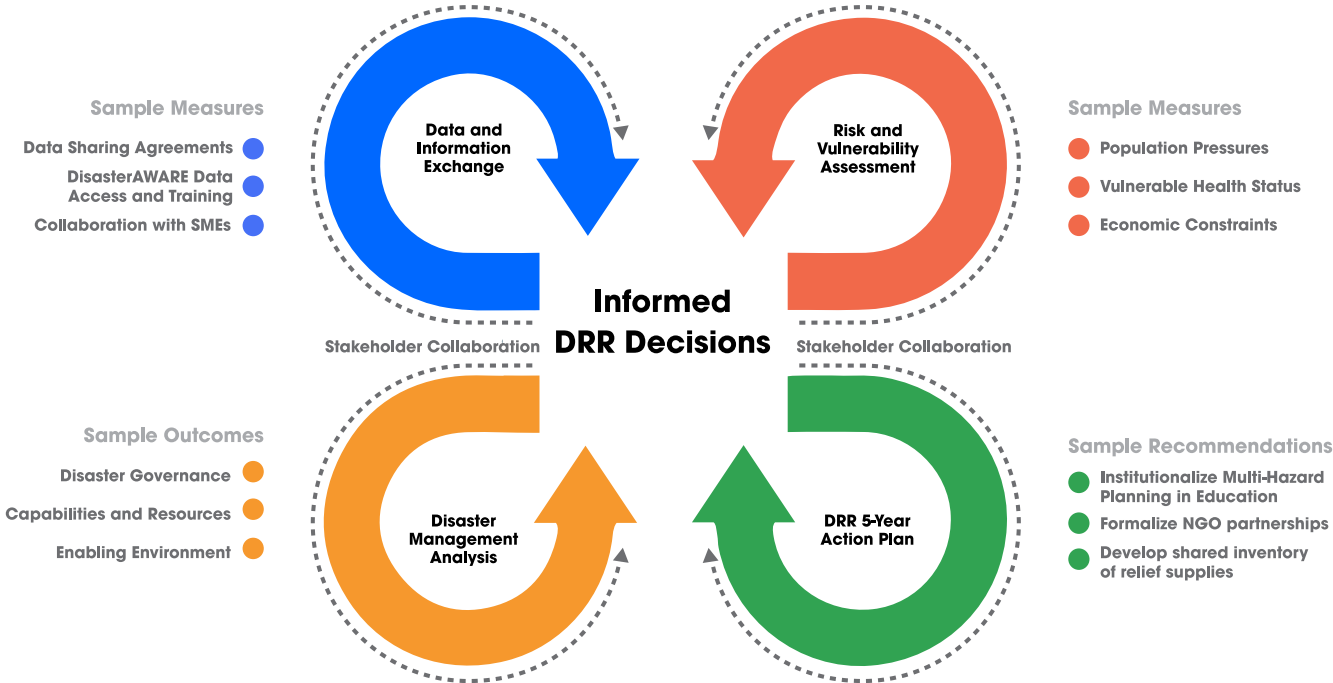 Sample Measures
Data Sharing Agreements
DisasterAWARE Data
Access and Training
Collaboration with SMEs
Data and
Information
Exchange
Risk and
Vulnerability
Assessment
Sample Measures
Population Pressures
Vulnerable Health Status
Economic Constraints
Informed
DRR Decisions
Stakeholder Collaboration
Stakeholder Collaboration
Sample Outcomes
Disaster Governance
Capabilities and Resources
Enabling Environment
Disaster
Management
Analysis
DRR 5-Year
Action Plan
Sample Recommendations
Institutionalize Multi-Hazard
Planning in Education
Formalize NGO partnerships
Develop shared inventory
of relief supplies